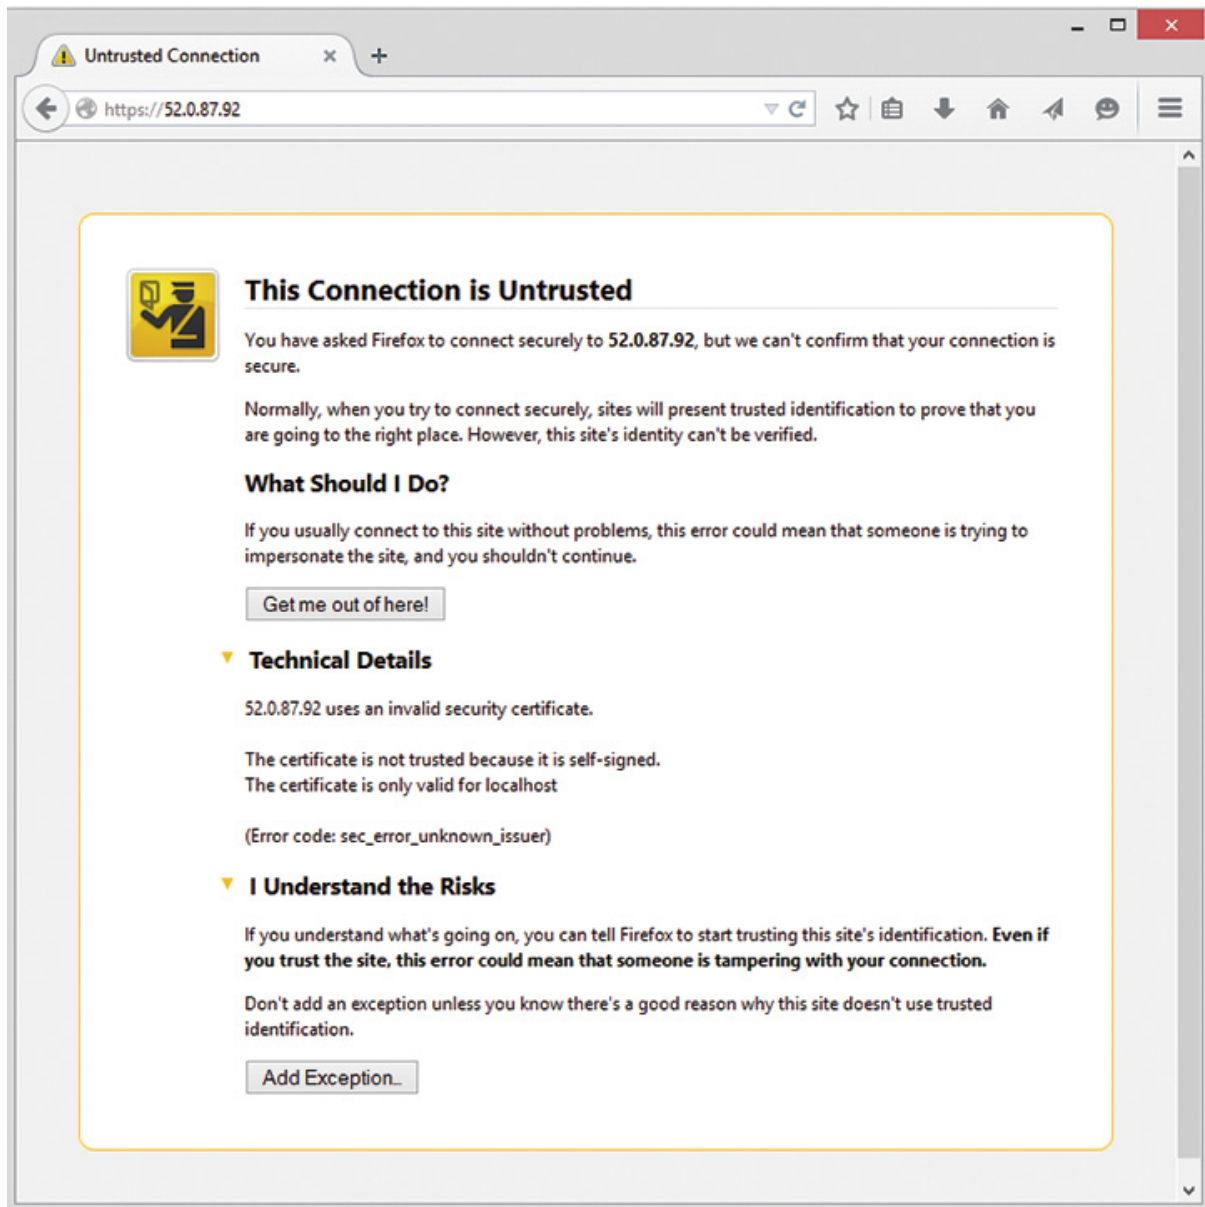 Untrusted Connection
https://52.0.87.92
This Connection is Untrusted
You have asked Firefox to connect securely to 52.0.87.92, but we can't confirm that your connection is
secure.
Normally, when you try to connect securely, sites will present trusted identification to prove that you
are going to the right place. However, this site's identity can't be verified.
What Should I Do?
If you usually connect to this site without problems, this error could mean that someone is trying to
impersonate the site, and you shouldn't continue.
Get me out of here!
Technical Details
52.0.87.92 uses an invalid security certificate.
The certificate is not trusted because it is self-signed.
The certificate is only valid for localhost
(Error code: sec_error_unknown_issuer)
I Understand the Risks
If you understand what's going on, you can tell Firefox to start trusting this site's identification. Even if
you trust the site, this error could mean that someone is tampering with your connection.
Don't add an exception unless you know there's a good reason why this site doesn't use trusted
identification.
Add Exception...